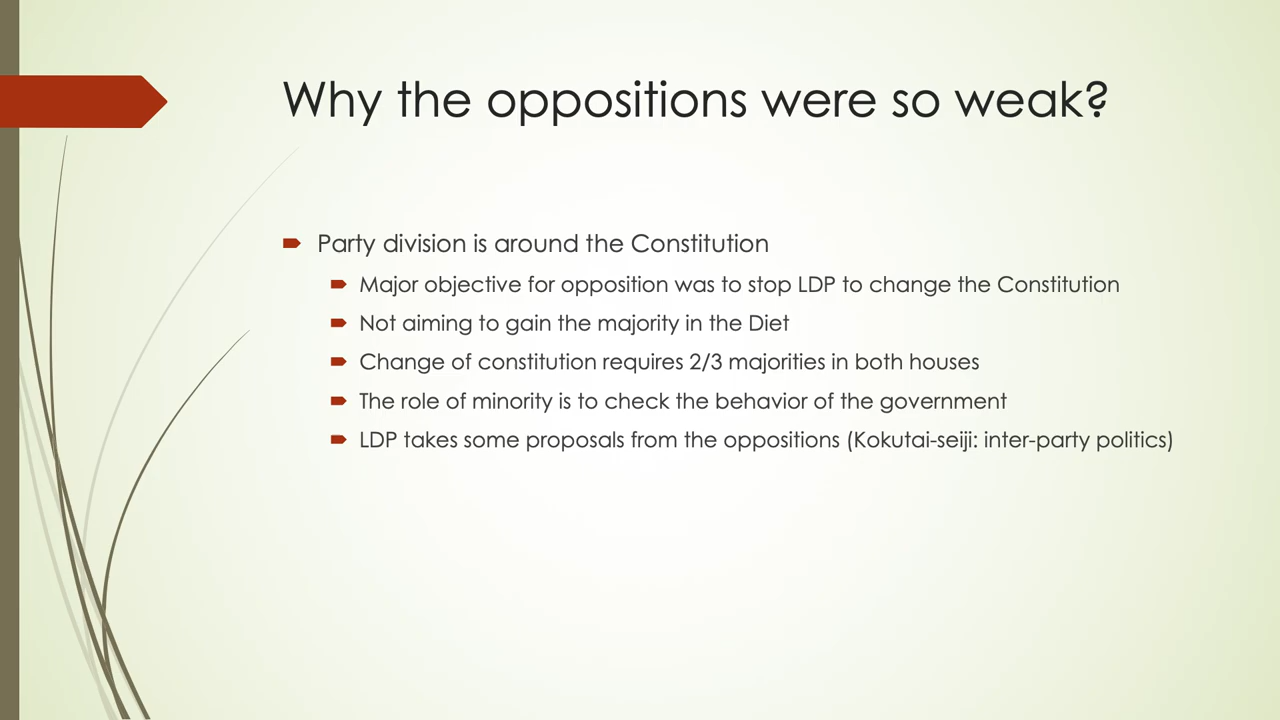 Why the oppositions were so weak?
Party division is around the Constitution
Major objective for opposition was to stop LDP to change the Constitution
Not aiming to gain the majority in the Diet
Change of constitution requires 2/3 majorities in both houses
The role of minority is to check the behavior of the government
LDP takes some proposals from the oppositions (Kokutai-seiji: inter-party politics)